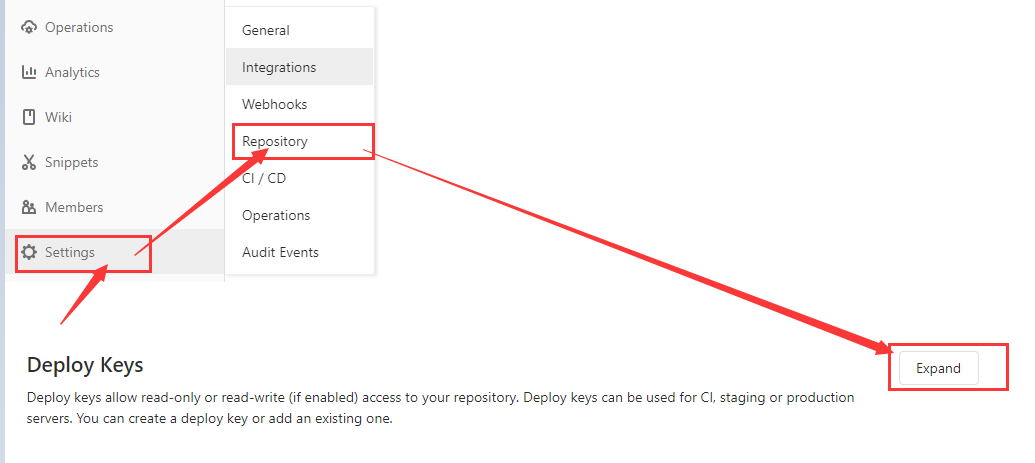 Operations
Analytics
Wiki
Snippets
Members
Settings
General
Integrations
Webhooks
Repository
CI / CD
Operations
Audit Events
Deploy Keys
Expand
Deploy keys allow read-only or read-write (if enabled) access to your repository. Deploy keys can be used for CI, staging or production
servers. You can create a deploy key or add an existing one.